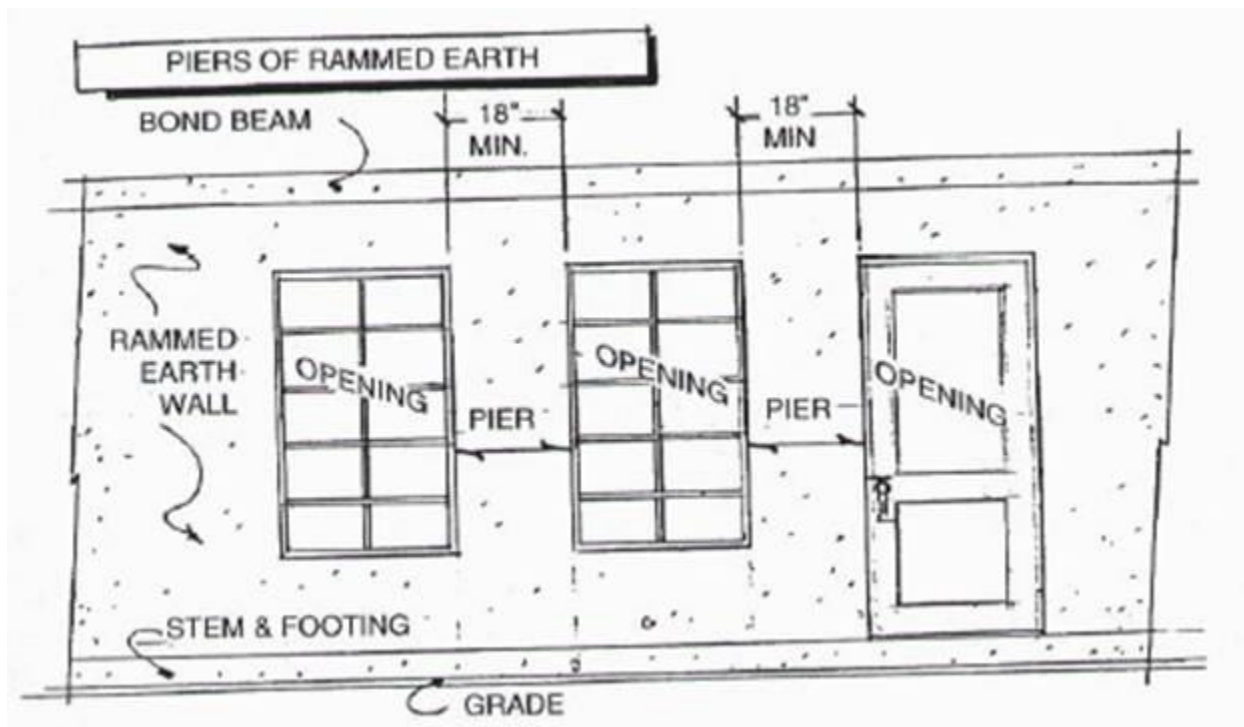 PIERS OF RAMMED EARTH
BOND BEAM
18"
MIN.
18"
MIN
RAMMED
EARTH
WALL
OPENING
PIER
OPENING
PIER
OPENING
STEM & FOOTING
GRADE